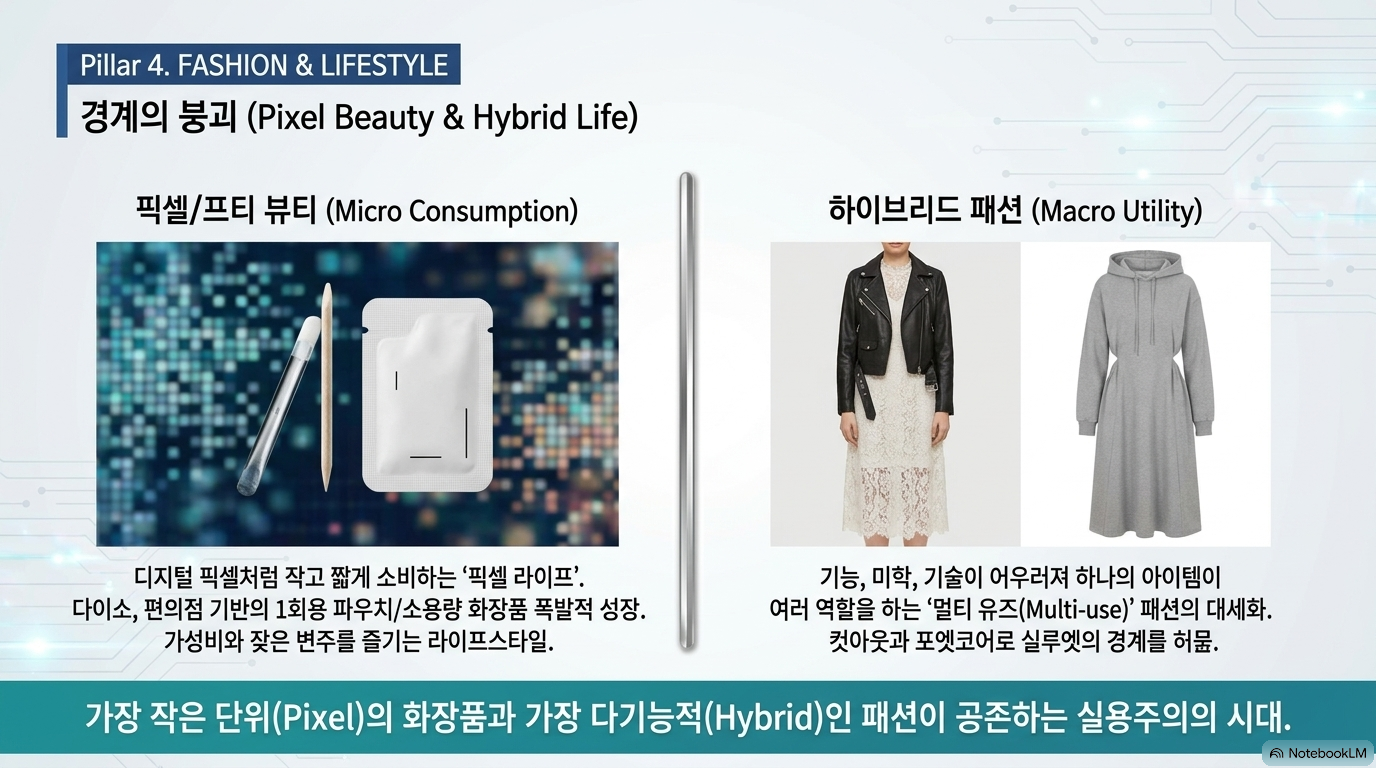 Pillar 4. FASHION & LIFESTYLE
경계의 붕괴 (Pixel Beauty & Hybrid Life)
픽셀/프티 뷰티 (Micro Consumption)
디지털 픽셀처럼 작고 짧게 소비하는 ‘픽셀 라이프’.
다이소, 편의점 기반의 1회용 파우치/소용량 화장품 폭발적 성장.
가성비와 잦은 변주를 즐기는 라이프스타일.
하이브리드 패션 (Macro Utility)
기능, 미학, 기술이 어우러져 하나의 아이템이
여러 역할을 하는 ‘멀티 유즈(Multi-use)’ 패션의 대세화.
컷아웃과 포엣코어로 실루엣의 경계를 허묾.
가장 작은 단위(Pixel)의 화장품과 가장 다기능적(Hybrid)인 패션이 공존하는 실용주의의 시대.
NotebookLM